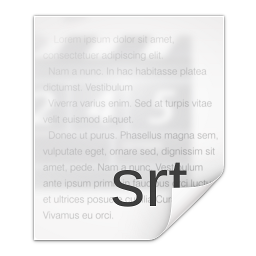 Lorem ipsum dolor sit amet,
consectetuer adipiscing elit.
Nam a nunc. In hac habitasse platea
dictumst. Vestibulum
Viverra varius enim. Sed at turpis vitae
velit euismod aliquet.
Donec ut purus. Phasellus magna sem,
vulputate eget, ornare sed, dignissim sit
amet, pede. Nam a nunc. Vestibulum
ante ipsum primis in faucibus orci luctus
et ultrices posuere cubilia Cur
Vivamus eu orci.
srt